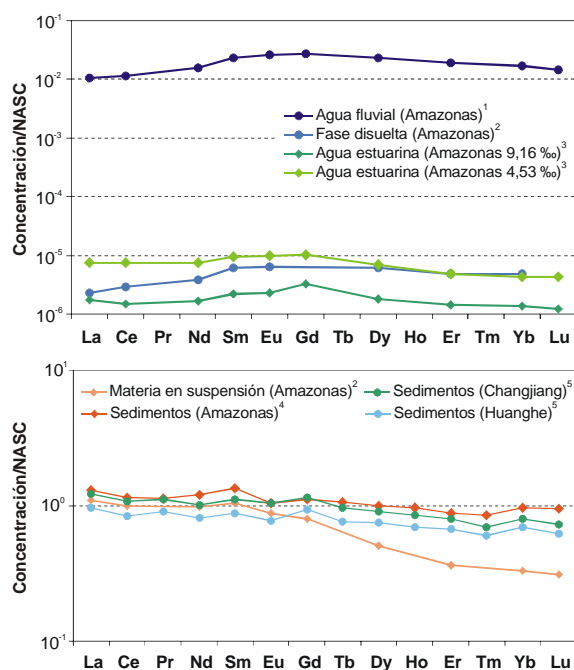 Concentración/NASC
10⁻¹
10⁻²
10⁻³
10⁻⁴
10⁻⁵
10⁻⁶
Agua fluvial (Amazonas)¹
Fase disuelta (Amazonas)²
Agua estuarina (Amazonas 9,16 ‰)³
Agua estuarina (Amazonas 4,53 ‰)³
La Ce Pr Nd Sm Eu Gd Tb Dy Ho Er Tm Yb Lu
Concentración/NASC
10¹
10⁰
10⁻¹
Materia en suspensión (Amazonas)²
Sedimentos (Amazonas)⁴
Sedimentos (Changjiang)⁵
Sedimentos (Huanghe)⁵
La Ce Pr Nd Sm Eu Gd Tb Dy Ho Er Tm Yb Lu